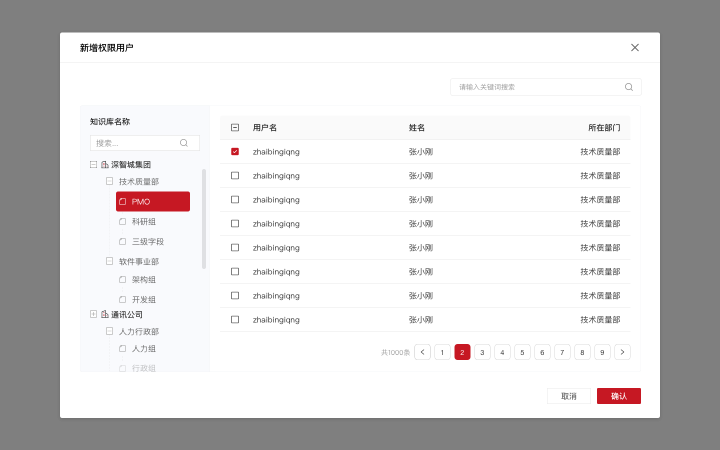 新增权限用户
请输入关键词搜索
知识库名称
搜索...
深智城集团
技术质量部
PMO
科研组
三级字段
软件事业部
架构组
开发组
通讯公司
人力行政部
人力组
行政组
用户名 姓名 所在部门
zhaibingiqng 张小刚 技术质量部
zhaibingiqng 张小刚 技术质量部
zhaibingiqng 张小刚 技术质量部
zhaibingiqng 张小刚 技术质量部
zhaibingiqng 张小刚 技术质量部
zhaibingiqng 张小刚 技术质量部
zhaibingiqng 张小刚 技术质量部
zhaibingiqng 张小刚 技术质量部
共1000条 1 2 3 4 5 6 7 8 9
取消 确认